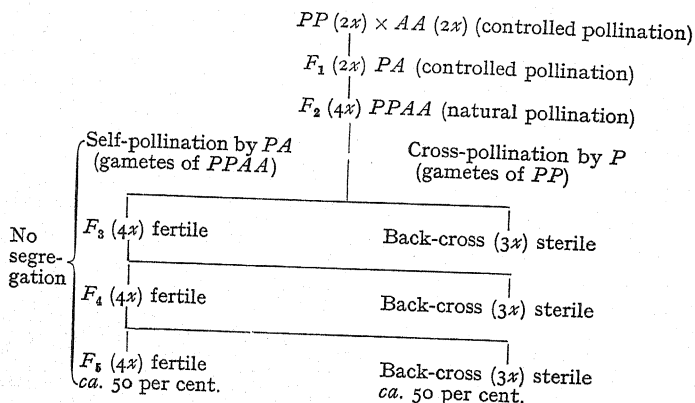 PP (2x) × AA (2x) (controlled pollination)
F₁ (2x) PA (controlled pollination)
F₂ (4x) PPAA (natural pollination)
Self-pollination by PA
(gametes of PPAA)
Cross-pollination by P
(gametes of PP)
No
segre-
gation
F₃ (4x) fertile
Back-cross (3x) sterile
F₄ (4x) fertile
Back-cross (3x) sterile
F₅ (4x) fertile
ca. 50 per cent.
Back-cross (3x) sterile
ca. 50 per cent.